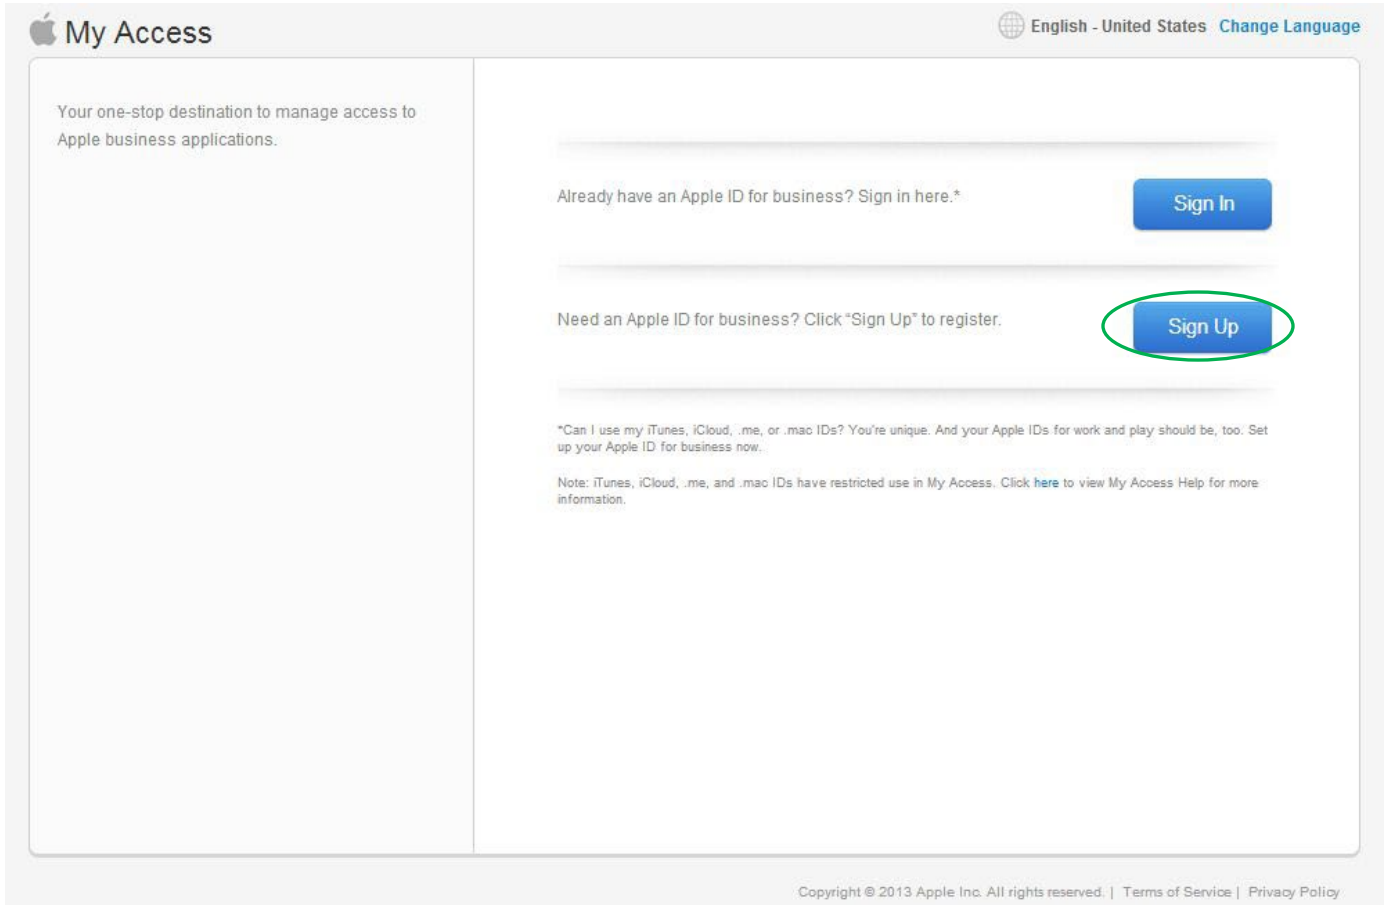 My Access
English - United States Change Language
Your one-stop destination to manage access to
Apple business applications.
Already have an Apple ID for business? Sign in here.*
Sign In
Need an Apple ID for business? Click “Sign Up” to register.
Sign Up
*Can I use my iTunes, iCloud, .me, or .mac IDs? You're unique. And your Apple IDs for work and play should be, too. Set
up your Apple ID for business now.
Note: iTunes, iCloud, .me, and .mac IDs have restricted use in My Access. Click here to view My Access Help for more
information.
Copyright © 2013 Apple Inc. All rights reserved. | Terms of Service | Privacy Policy